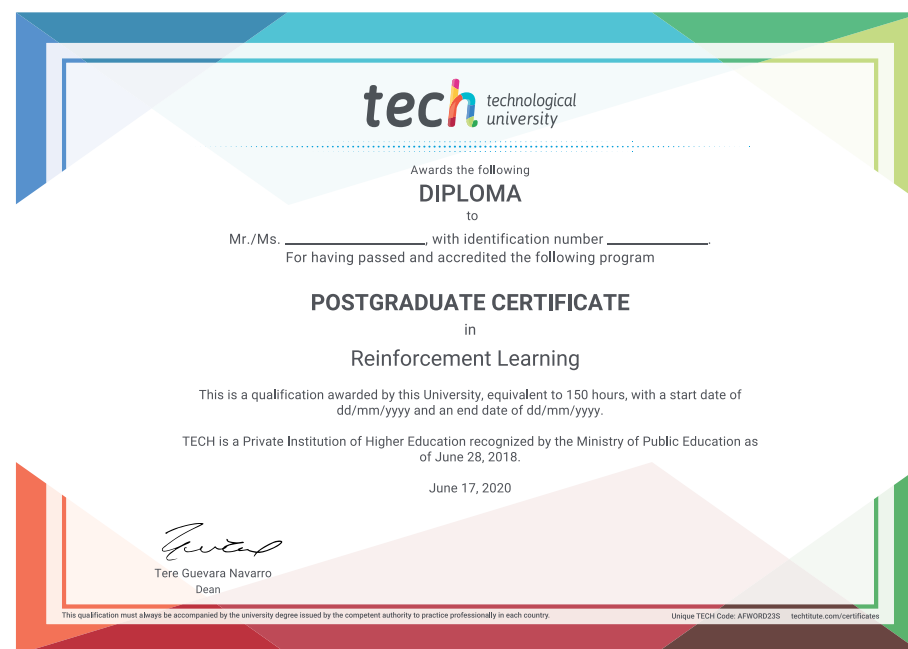 tech technological
university
Awards the following
DIPLOMA
to
Mr./Ms. ____________________, with identification number __________________.
For having passed and accredited the following program
POSTGRADUATE CERTIFICATE
in
Reinforcement Learning
This is a qualification awarded by this University, equivalent to 150 hours, with a start date of
dd/mm/yyyy and an end date of dd/mm/yyyy.
TECH is a Private Institution of Higher Education recognized by the Ministry of Public Education as
of June 28, 2018.
June 17, 2020
Tere Guevara Navarro
Dean
This qualification must always be accompanied by the university degree issued by the competent authority to practice professionally in each country.
Unique TECH Code: AFWORD23S techtitute.com/certificates